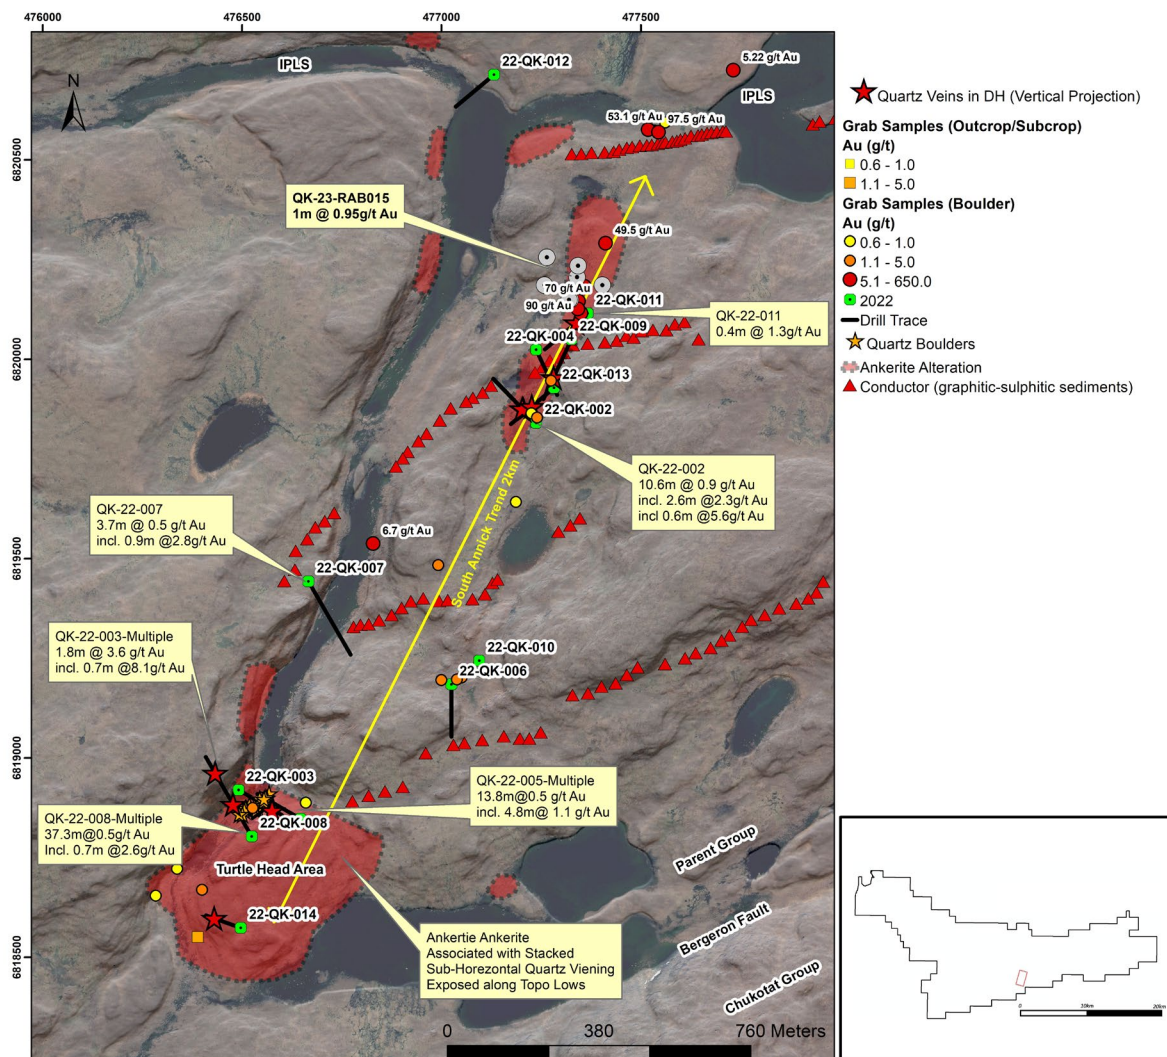 476000
476500
477000
477500
6820500
6820000
6819500
6819000
6818500
N
IPLS
22-QK-012
5.22 g/t Au
IPLS
53.1 g/t Au
97.5 g/t Au
QK-23-RAB015
1m @ 0.95g/t Au
49.5 g/t Au
70 g/t Au
90 g/t Au
22-QK-011
22-QK-009
22-QK-004
QK-22-011
0.4m @ 1.3g/t Au
22-QK-013
22-QK-002
QK-22-002
10.6m @ 0.9 g/t Au
incl. 2.6m @2.3g/t Au
incl 0.6m @5.6g/t Au
South Annick Trend 2km
QK-22-007
3.7m @ 0.5 g/t Au
incl. 0.9m @2.8g/t Au
6.7 g/t Au
22-QK-007
22-QK-010
22-QK-006
QK-22-003-Multiple
1.8m @ 3.6 g/t Au
incl. 0.7m @8.1g/t Au
22-QK-003
QK-22-005-Multiple
13.8m@0.5 g/t Au
incl. 4.8m @ 1.1 g/t Au
QK-22-008-Multiple
37.3m@0.5g/t Au
Incl. 0.7m @2.6g/t Au
22-QK-008
Turtle Head Area
22-QK-014
Ankertie Ankerite
Associated with Stacked
Sub-Horezontal Quartz Viening
Exposed along Topo Lows
Parent Group
Bergeron Fault
Chukotat Group
0 380 760 Meters
Quartz Veins in DH (Vertical Projection)
Grab Samples (Outcrop/Subcrop)
Au (g/t)
0.6 - 1.0
1.1 - 5.0
Grab Samples (Boulder)
Au (g/t)
0.6 - 1.0
1.1 - 5.0
5.1 - 650.0
2022
Drill Trace
Quartz Boulders
Ankerite Alteration
Conductor (graphitic-sulphitic sediments)
0 10km 20km